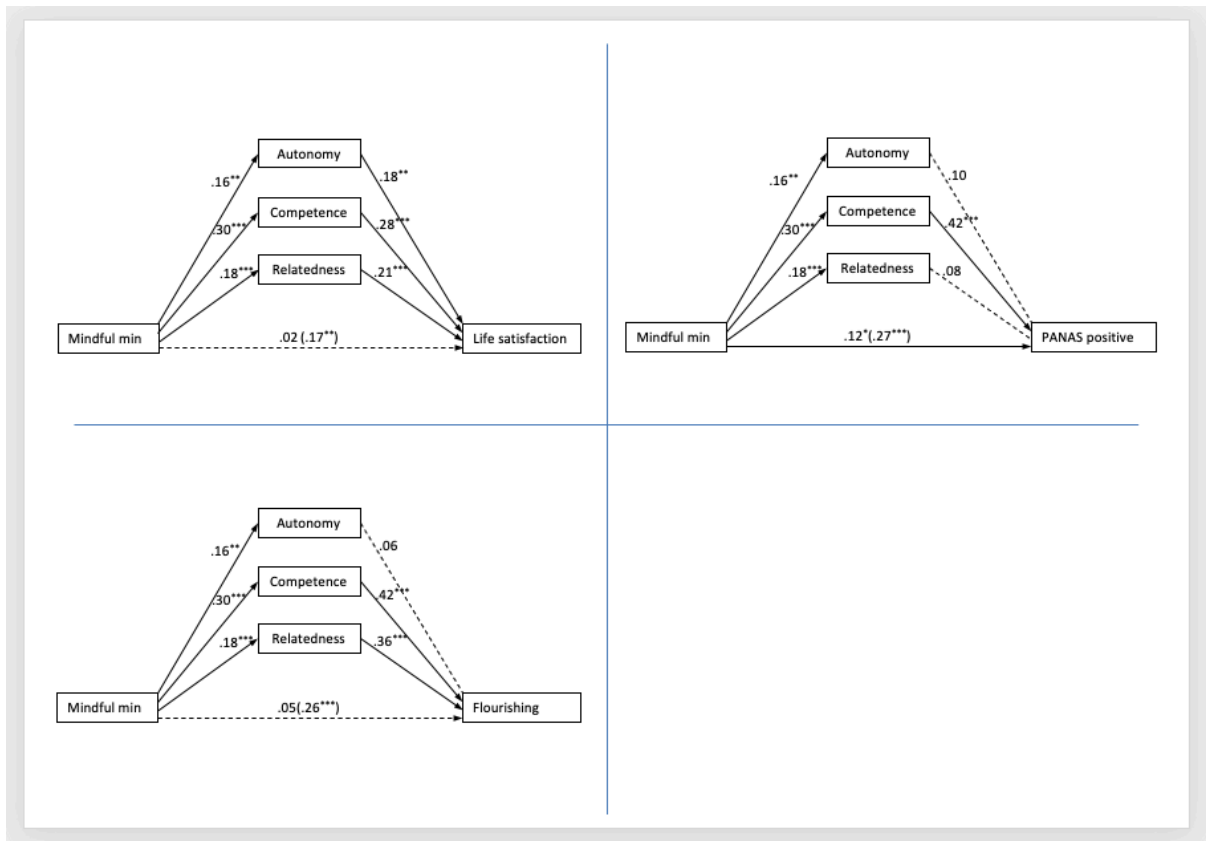 Autonomy
.16**
.18**
Competence
.30***
.28***
Relatedness
.18***
.21***
Mindful min
.02 (.17**)
Life satisfaction
Autonomy
.16**
.10
Competence
.30***
.42***
Relatedness
.18***
.08
Mindful min
.12*(.27***)
PANAS positive
Autonomy
.16**
.06
Competence
.30***
.42***
Relatedness
.18***
.36***
Mindful min
.05(.26***)
Flourishing